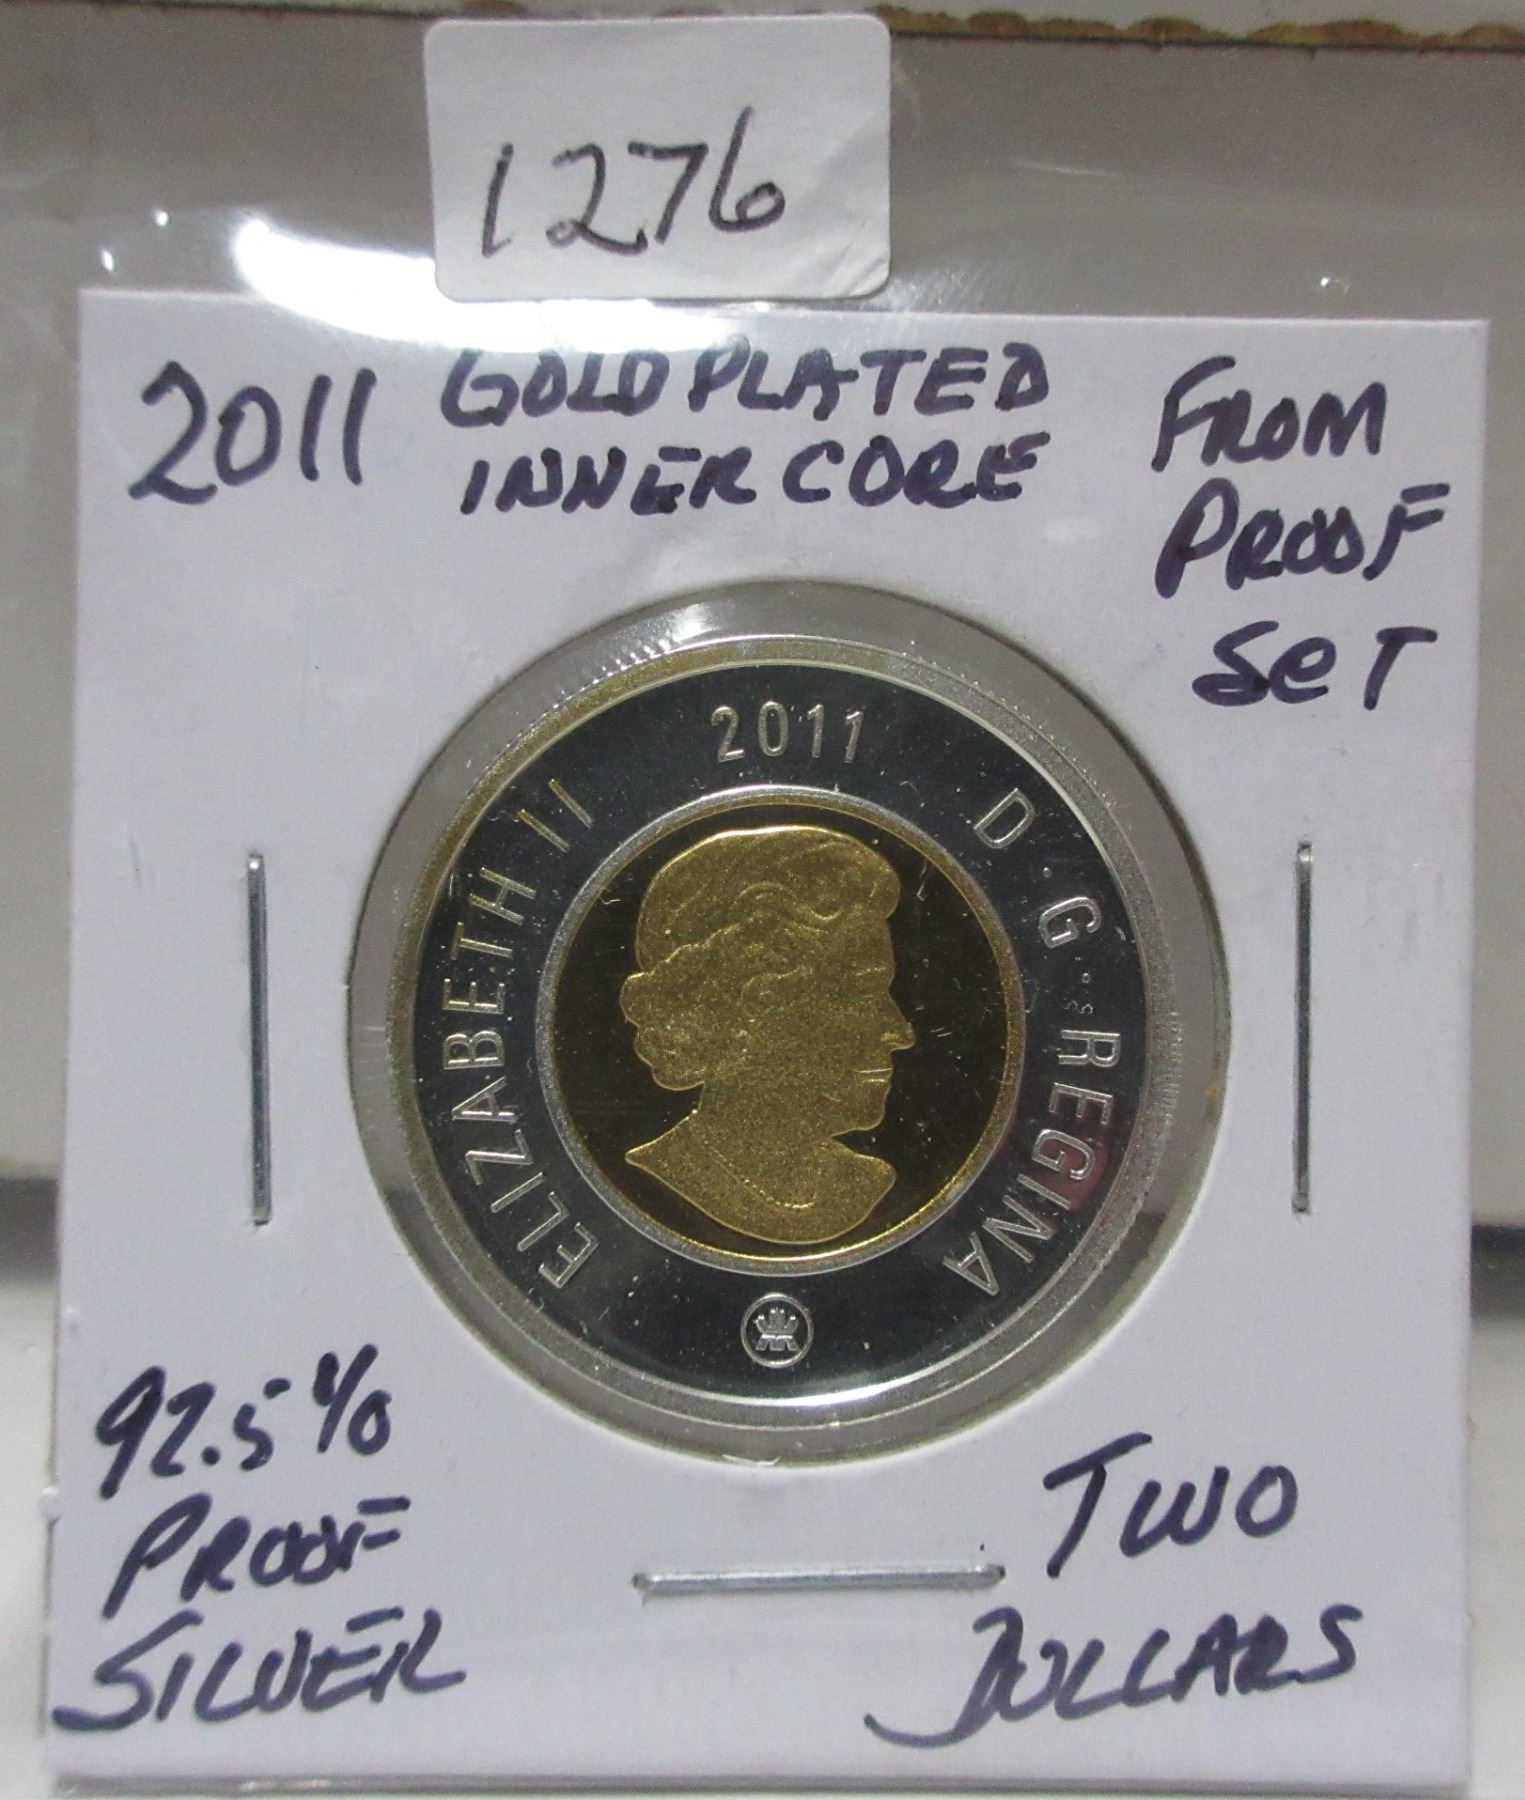 1276
2011
GOLD PLATED
INNER CORE
FROM
PROOF
SET
ELIZABETH II
2011
D·G·REGINA
92.5%
PROOF
SILVER
TWO
DOLLARS